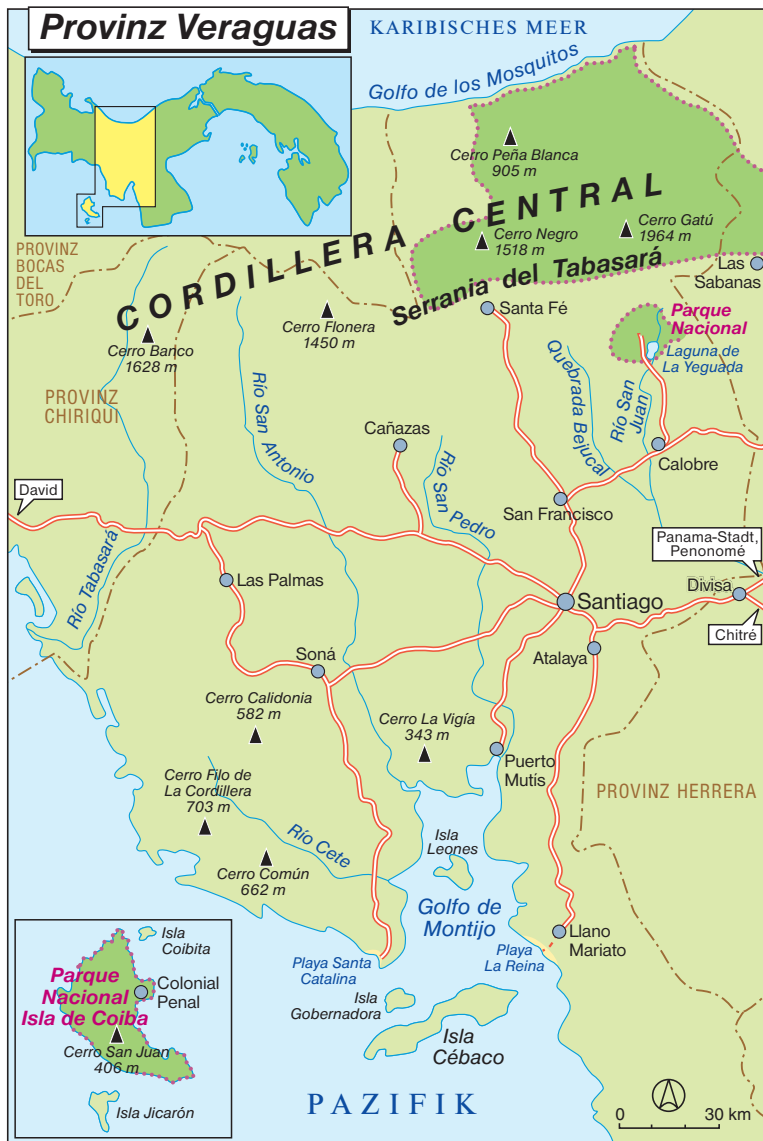 Provinz Veraguas
KARIBISCHES MEER
Golfo de los Mosquitos
Cerro Peña Blanca
905 m
CORDILLERA CENTRAL
Cerro Negro
1518 m
Cerro Gatú
1964 m
PROVINZ
BOCAS
DEL
TORO
Serrania del Tabasará
Las
Sabanas
Santa Fé
Cerro Flonera
1450 m
Parque
Nacional
Cerro Banco
1628 m
Laguna de
La Yeguada
PROVINZ
CHIRIQUI
Río San Antonio
Quebrada Bejucal
Río San
Juan
Cañazas
Río San Pedro
Calobre
David
San Francisco
Panama-Stadt,
Penonomé
Río Tabasará
Las Palmas
Santiago
Divisa
Chitré
Soná
Atalaya
Cerro Calidonia
582 m
Cerro La Vigía
343 m
Puerto
Mutís
Cerro Filo de
La Cordillera
703 m
PROVINZ HERRERA
Río Cete
Isla
Leones
Cerro Común
662 m
Golfo de
Montijo
Llano
Mariato
Playa
La Reina
Playa Santa
Catalina
Isla
Gobernadora
Isla
Cébaco
Isla
Coibita
Parque
Nacional
Isla de Coiba
Colonial
Penal
Cerro San Juan
406 m
Isla Jicarón
PAZIFIK
0 30 km